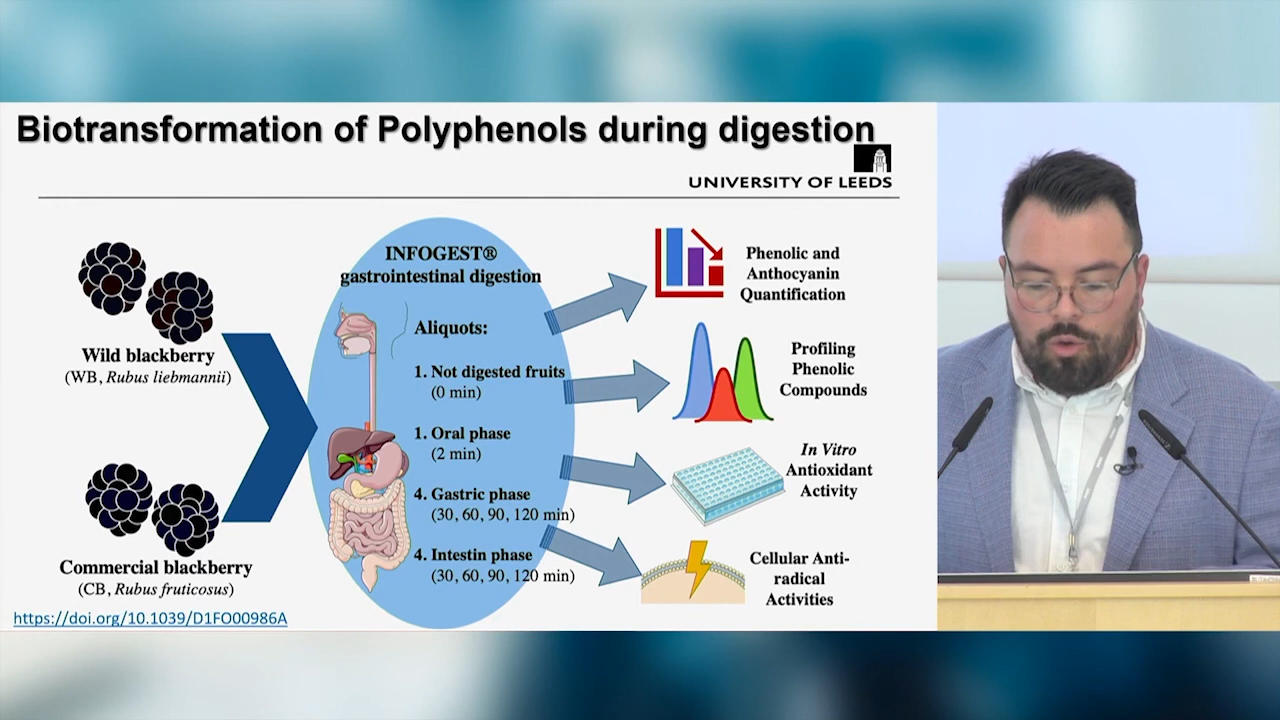 Biotransformation of Polyphenols during digestion
UNIVERSITY OF LEEDS
Wild blackberry
(WB, Rubus liebmannii)
Commercial blackberry
(CB, Rubus fruticosus)
https://doi.org/10.1039/D1FO00986A
INFOGEST®
gastrointestinal digestion
Aliquots:
1. Not digested fruits
(0 min)
1. Oral phase
(2 min)
4. Gastric phase
(30, 60, 90, 120 min)
4. Intestin phase
(30, 60, 90, 120 min)
Phenolic and
Anthocyanin
Quantification
Profiling
Phenolic
Compounds
In Vitro
Antioxidant
Activity
Cellular Anti-
radical
Activities